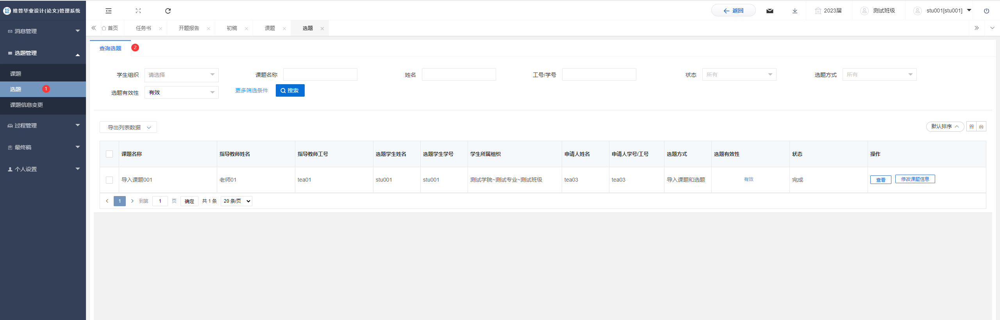 维普毕业设计(论文)管理系统
返回
2023届
测试班级
stu001[stu001]
首页
任务书
开题报告
初稿
课题
选题
消息管理
选题管理
课题
选题 1
课题信息变更
过程管理
最终稿
个人设置
查询选题 2
学生组织 请选择 课题名称 姓名 工号/学号 状态 所有 选题方式 所有
选题有效性 有效 更多筛选条件 搜索
导出列表数据 默认排序
课题名称 指导教师姓名 指导教师工号 选题学生姓名 选题学生学号 学生所属组织 申请人姓名 申请人学号/工号 选题方式 选题有效性 状态 操作
导入课题001 老师01 tea01 stu001 stu001 测试学院~测试专业~测试班级 tea03 tea03 导入课题和选题 有效 完成 查看 修改课题信息
1 到第 1 页 确定 共 1 条 20 条/页